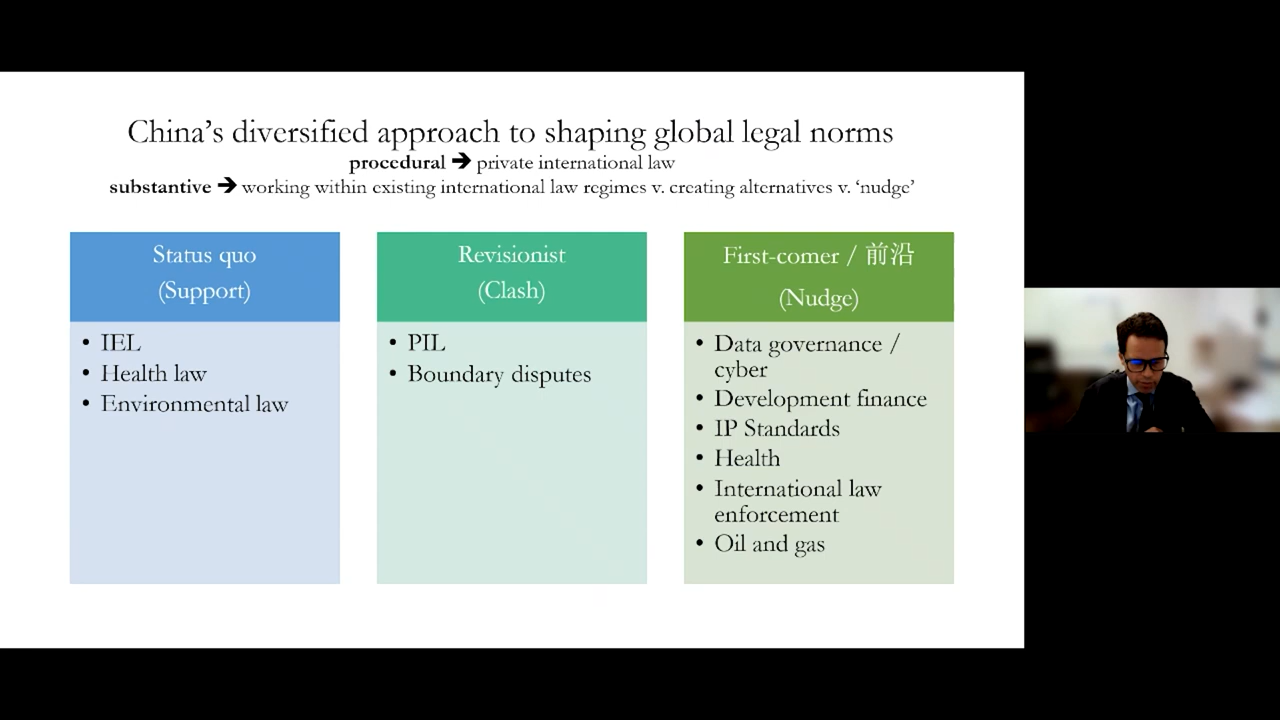 China’s diversified approach to shaping global legal norms
procedural ➔ private international law
substantive ➔ working within existing international law regimes v. creating alternatives v. ‘nudge’
Status quo
(Support)
• IEL
• Health law
• Environmental law
Revisionist
(Clash)
• PIL
• Boundary disputes
First-comer / 前沿
(Nudge)
• Data governance /
cyber
• Development finance
• IP Standards
• Health
• International law
enforcement
• Oil and gas